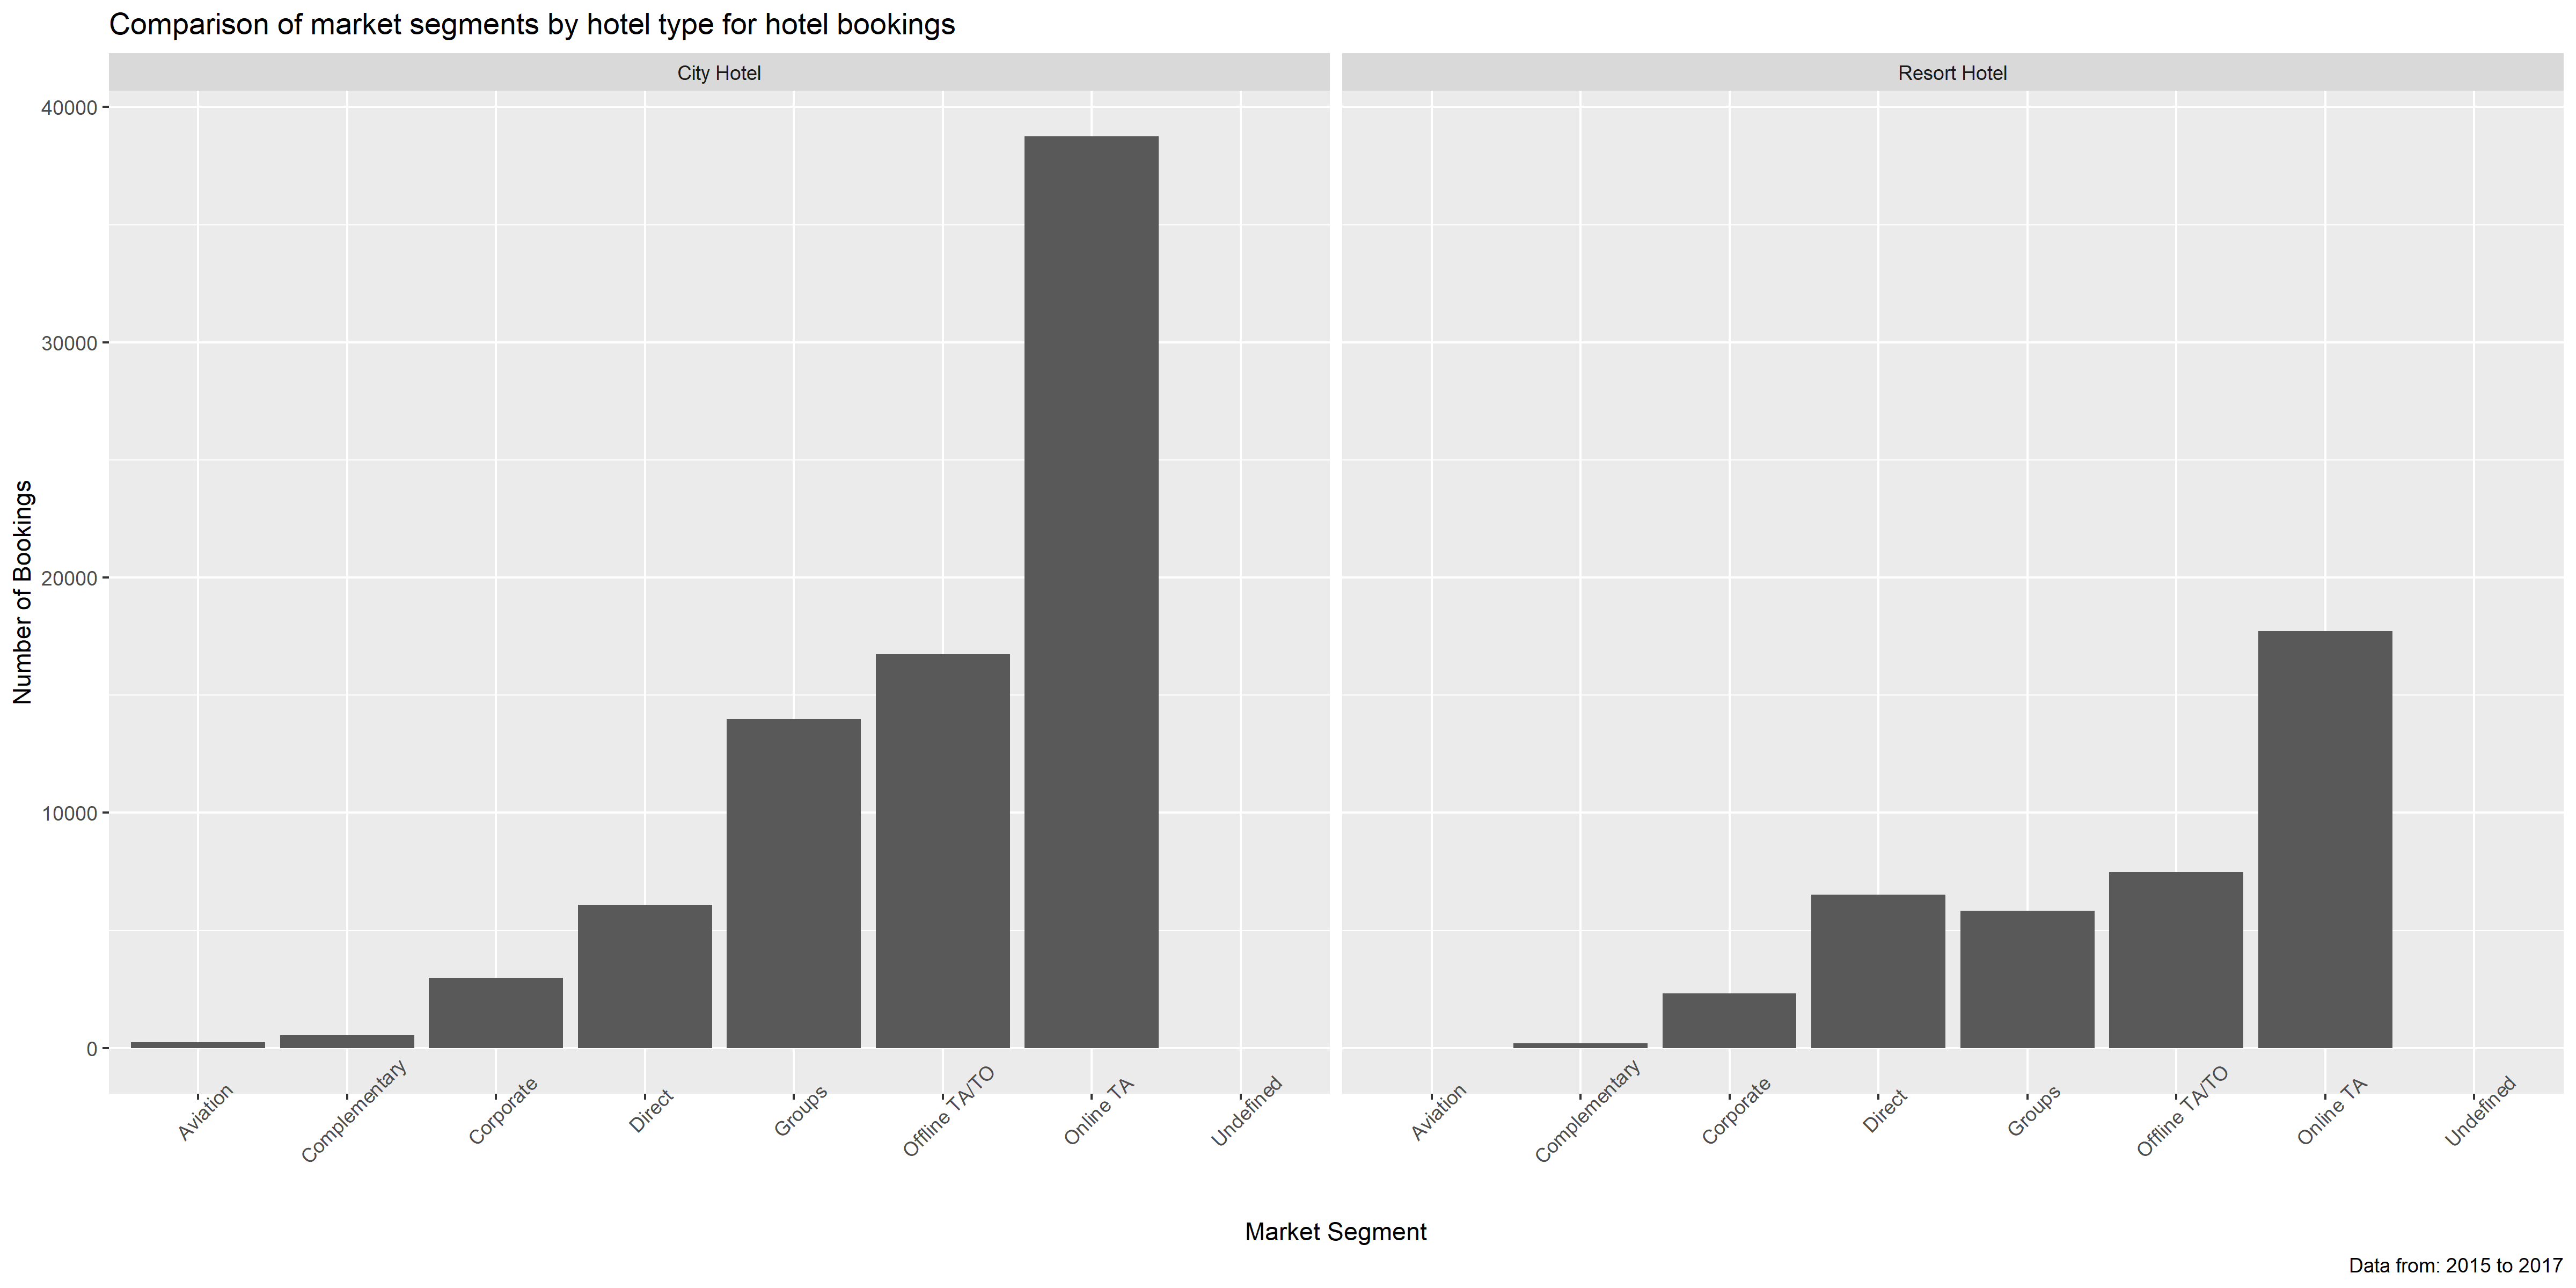 Comparison of market segments by hotel type for hotel bookings
City Hotel
Resort Hotel
Number of Bookings
40000
30000
20000
10000
0
Aviation
Complementary
Corporate
Direct
Groups
Offline TA/TO
Online TA
Undefined
Aviation
Complementary
Corporate
Direct
Groups
Offline TA/TO
Online TA
Undefined
Market Segment
Data from: 2015 to 2017